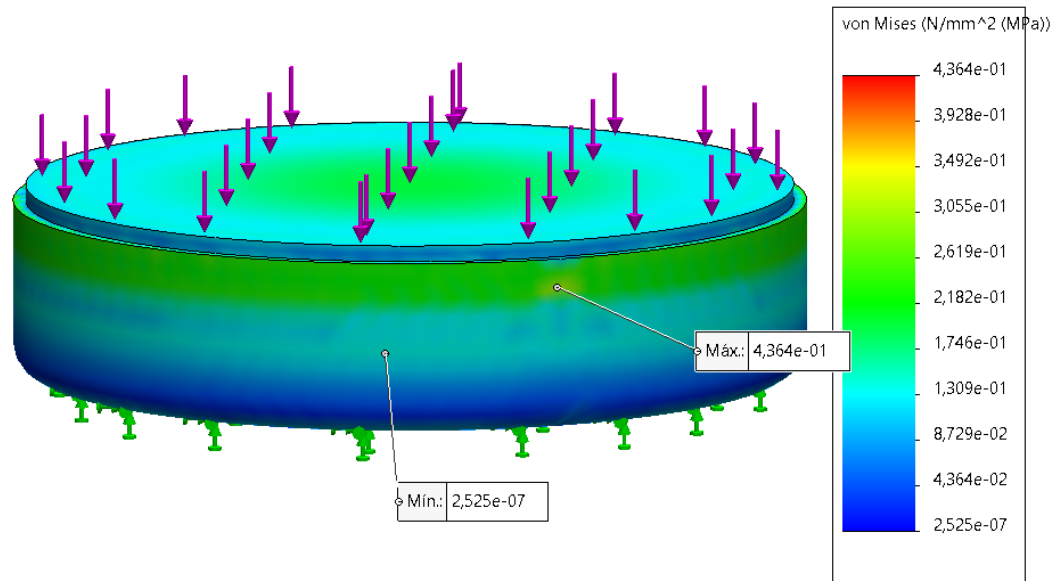 von Mises (N/mm^2 (MPa))
4,364e-01
3,928e-01
3,492e-01
3,055e-01
2,619e-01
2,182e-01
1,746e-01
1,309e-01
8,729e-02
4,364e-02
2,525e-07
Máx.: 4,364e-01
Mín.: 2,525e-07